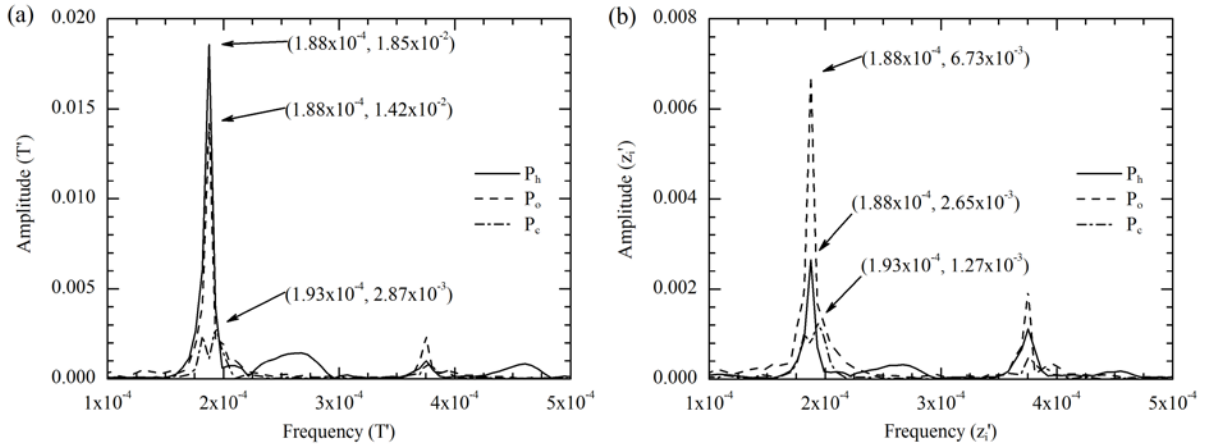 (a)
0.020
0.015
0.010
0.005
0.000
Amplitude (T')
(1.88x10⁻⁴, 1.85x10⁻²)
(1.88x10⁻⁴, 1.42x10⁻²)
Pₕ
Pₒ
P꜀
(1.93x10⁻⁴, 2.87x10⁻³)
1x10⁻⁴ 2x10⁻⁴ 3x10⁻⁴ 4x10⁻⁴ 5x10⁻⁴
Frequency (T')
(b)
0.008
0.006
0.004
0.002
0.000
Amplitude (zᵢ')
(1.88x10⁻⁴, 6.73x10⁻³)
Pₕ
Pₒ
P꜀
(1.88x10⁻⁴, 2.65x10⁻³)
(1.93x10⁻⁴, 1.27x10⁻³)
1x10⁻⁴ 2x10⁻⁴ 3x10⁻⁴ 4x10⁻⁴ 5x10⁻⁴
Frequency (zᵢ')